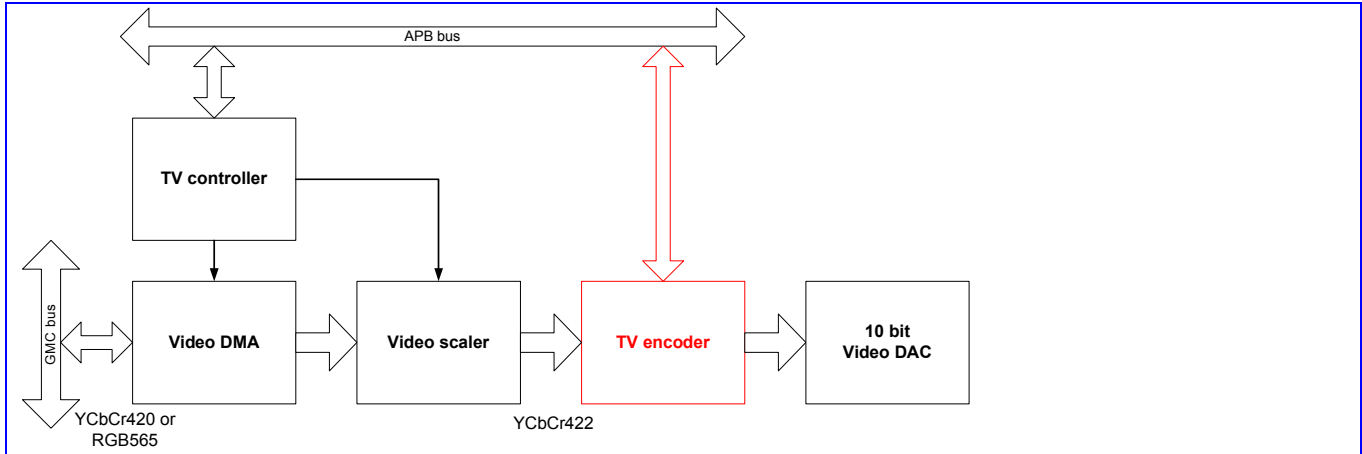 APB bus
TV controller
GMC bus
Video DMA
Video scaler
TV encoder
10 bit
Video DAC
YCbCr420 or
RGB565
YCbCr422